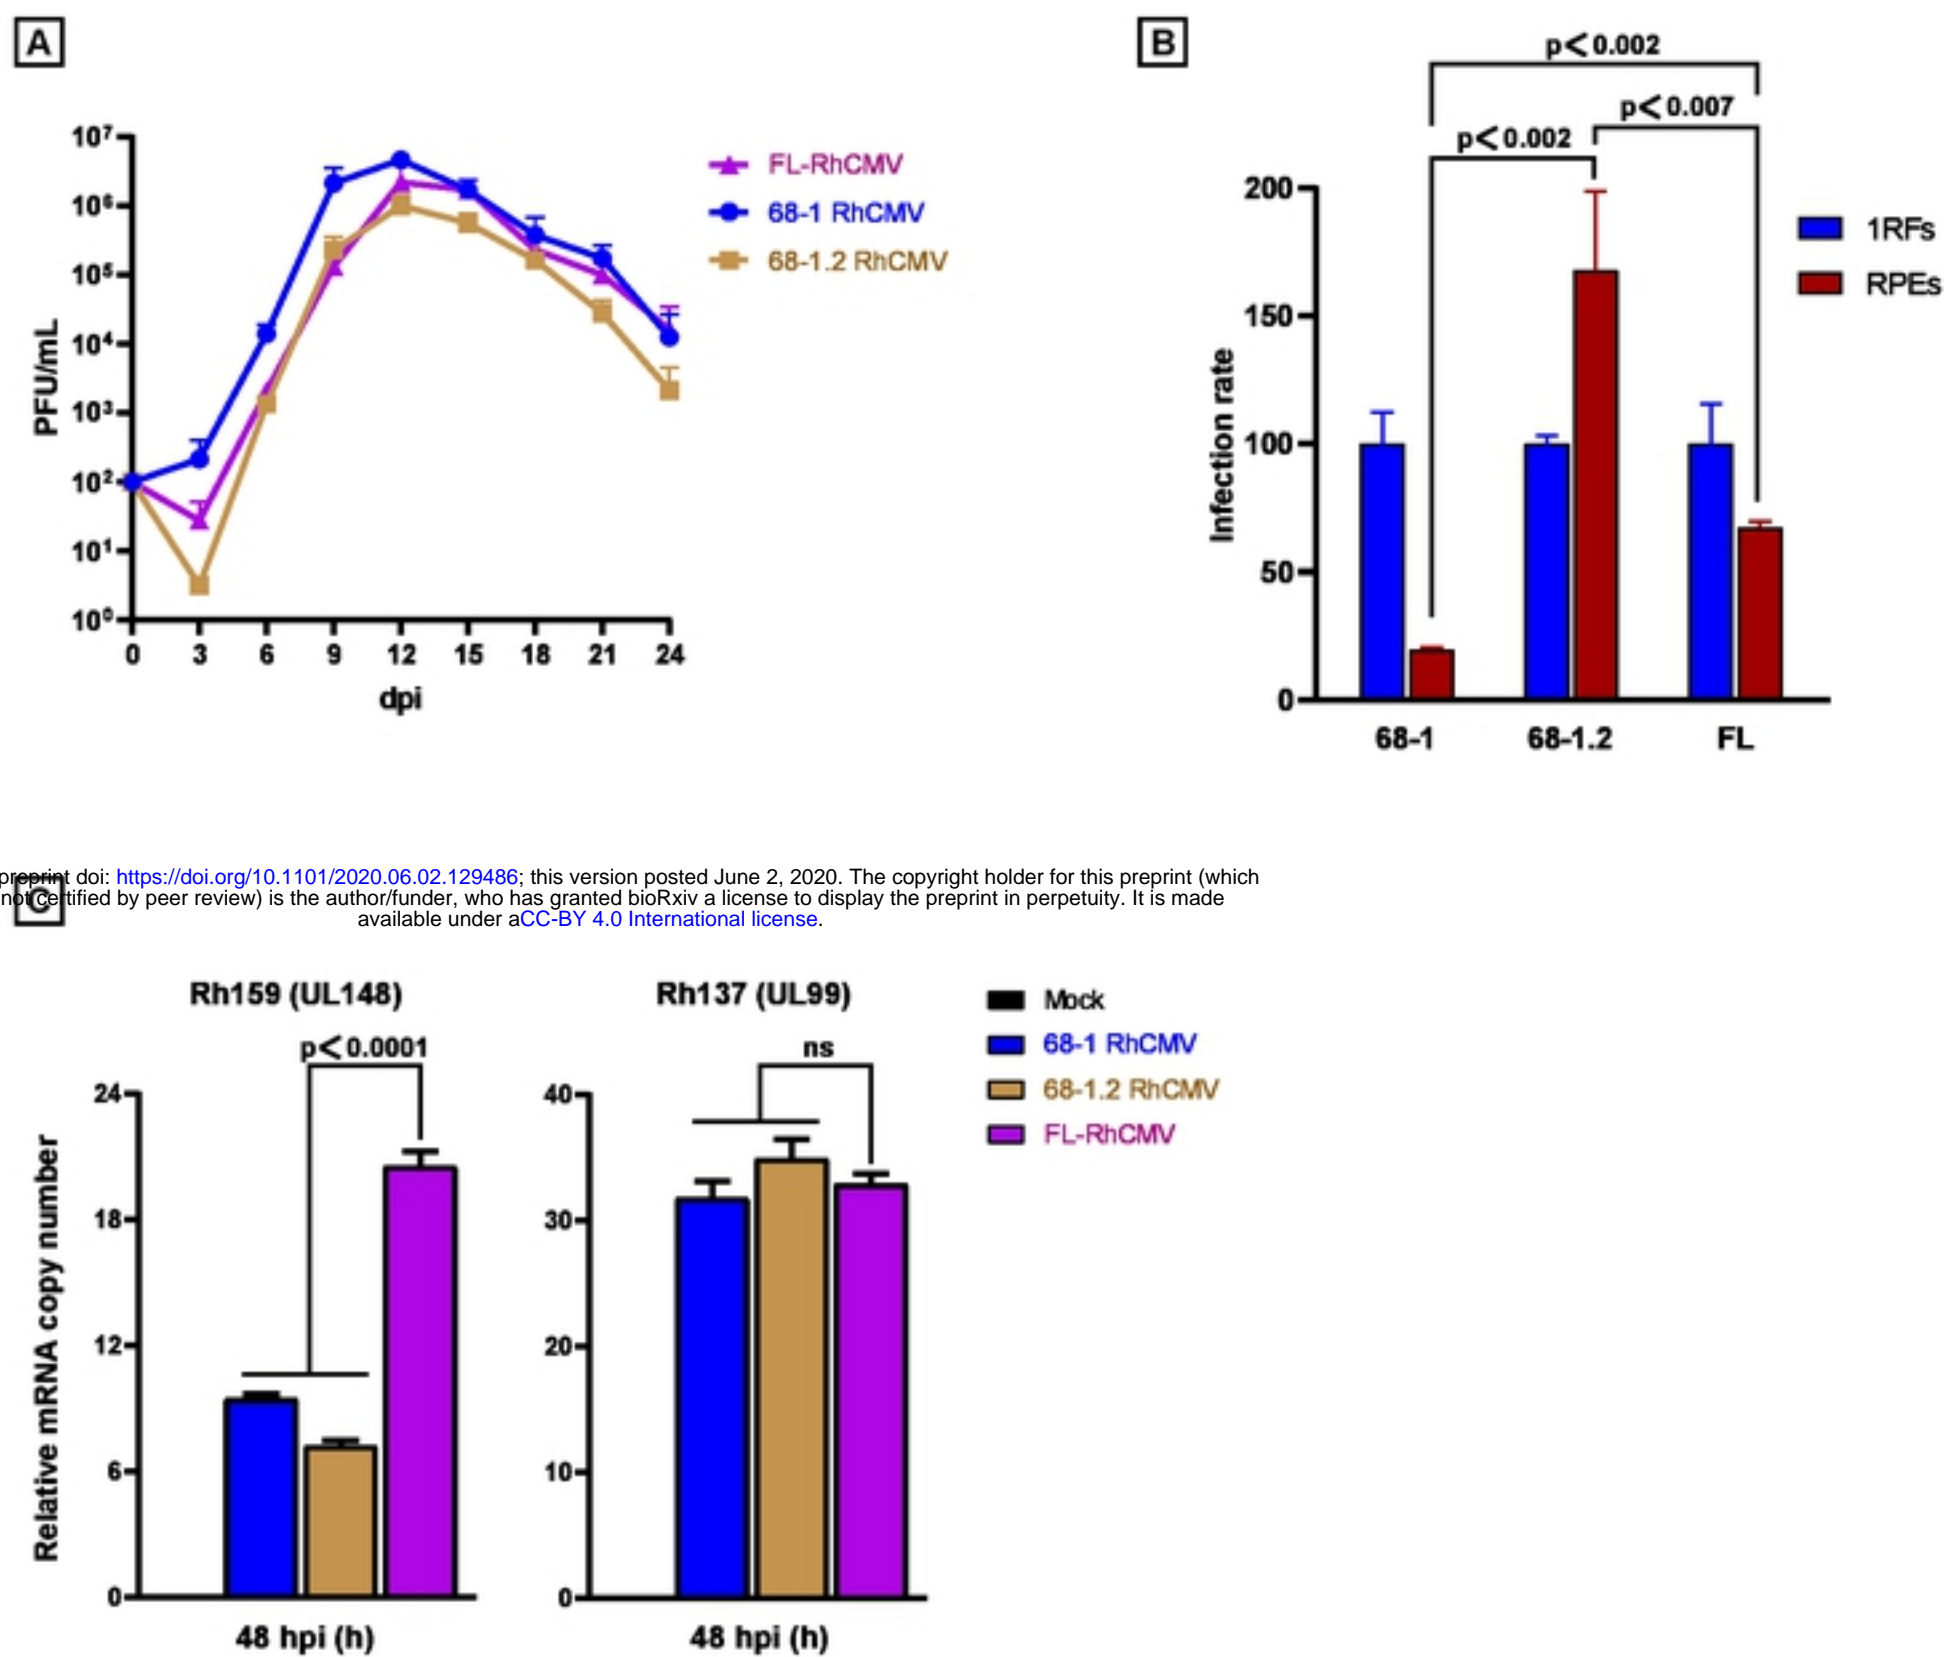 A
B
p<0.002
p<0.007
p<0.002
10⁷
10⁶
10⁵
10⁴
10³
10²
10¹
10⁰
PFU/mL
0 3 6 9 12 15 18 21 24
dpi
FL-RhCMV
68-1 RhCMV
68-1.2 RhCMV
200
150
100
50
0
Infection rate
68-1 68-1.2 FL
1RFs
RPEs
preprint doi: https://doi.org/10.1101/2020.06.02.129486; this version posted June 2, 2020. The copyright holder for this preprint (which
not certified by peer review) is the author/funder, who has granted bioRxiv a license to display the preprint in perpetuity. It is made
available under aCC-BY 4.0 International license.
C
Rh159 (UL148)
p<0.0001
24
18
12
6
0
Relative mRNA copy number
48 hpi (h)
Rh137 (UL99)
ns
40
30
20
10
0
48 hpi (h)
Mock
68-1 RhCMV
68-1.2 RhCMV
FL-RhCMV